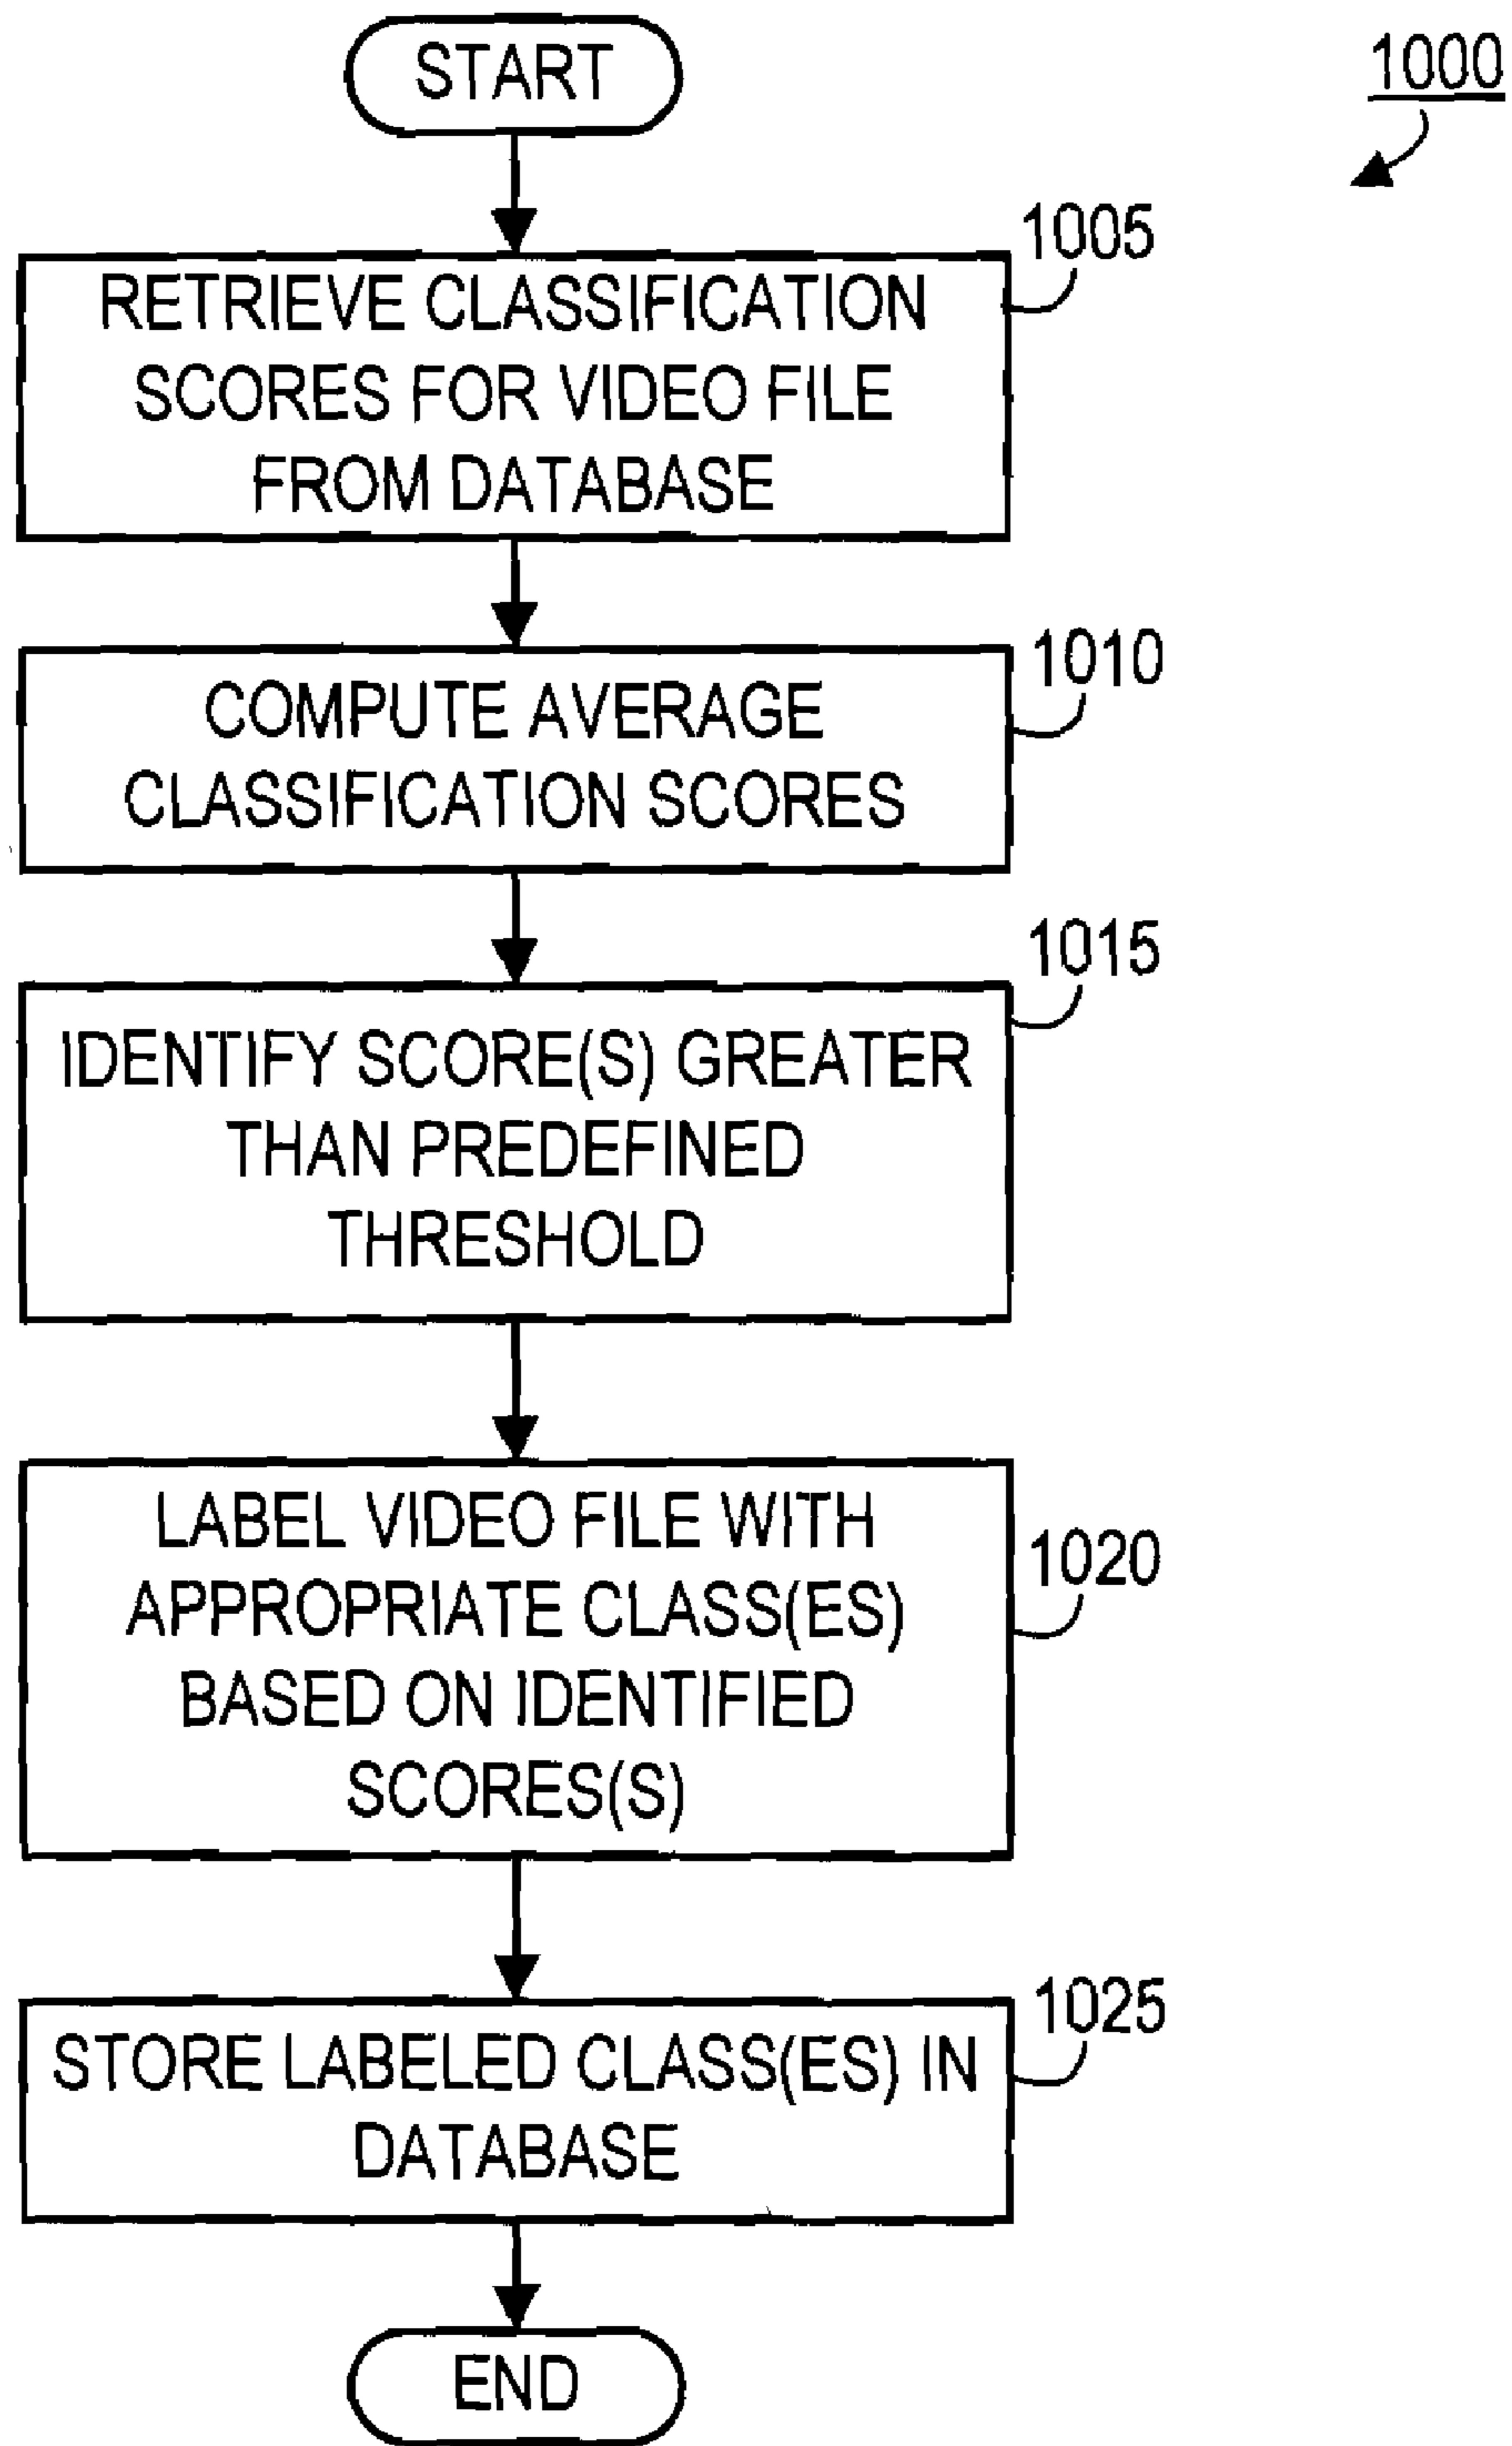 START
1000
1005
RETRIEVE CLASSIFICATION
SCORES FOR VIDEO FILE
FROM DATABASE
1010
COMPUTE AVERAGE
CLASSIFICATION SCORES
1015
IDENTIFY SCORE(S) GREATER
THAN PREDEFINED
THRESHOLD
LABEL VIDEO FILE WITH
1020
APPROPRIATE CLASS(ES)
BASED ON IDENTIFIED
SCORES(S)
1025
STORE LABELED CLASS(ES) IN
DATABASE
END